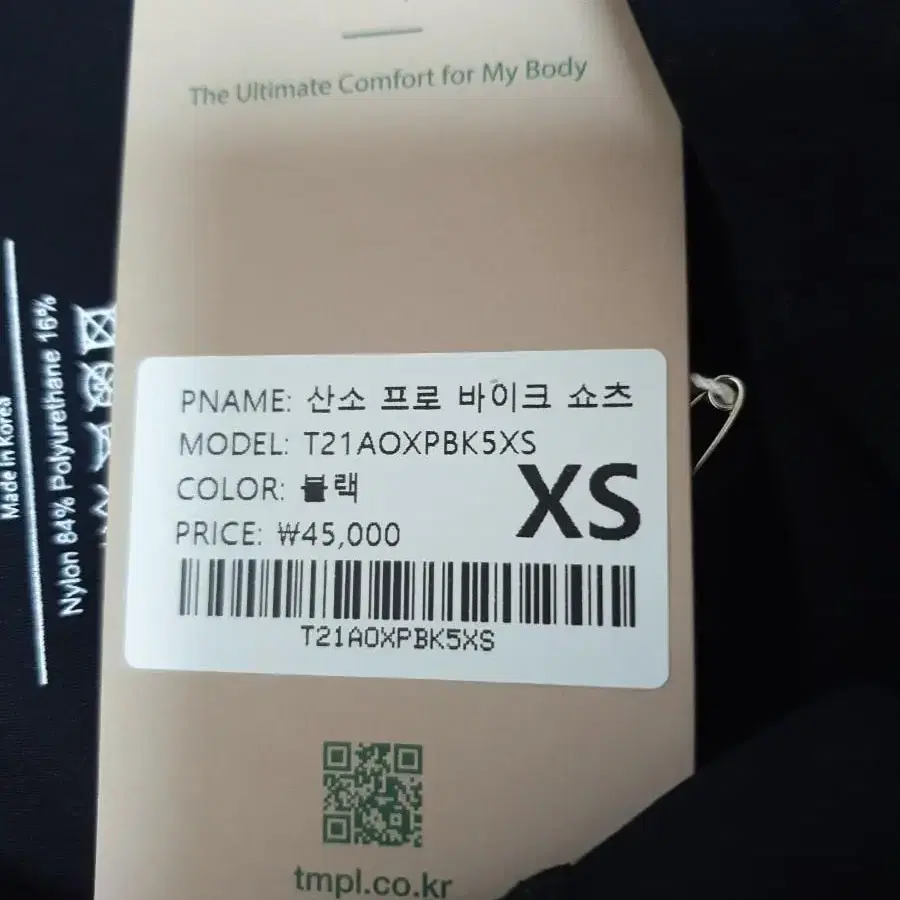 The Ultimate Comfort for My Body
PNAME: 산소 프로 바이크 쇼츠
MODEL: T21AOXPBK5XS
COLOR: 블랙
XS
PRICE: ₩45,000
T21AOXPBK5XS
tmpl.co.kr
Made in Korea
Nylon 84% Polyurethane 16%